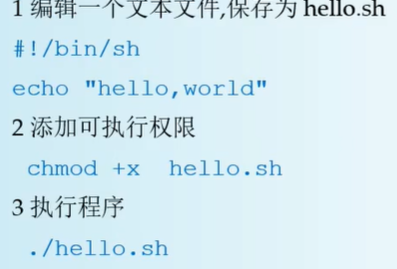 1 编辑一个文本文件,保存为 hello.sh
#!/bin/sh
echo "hello,world"
2 添加可执行权限
chmod +x  hello.sh
3 执行程序
./hello.sh